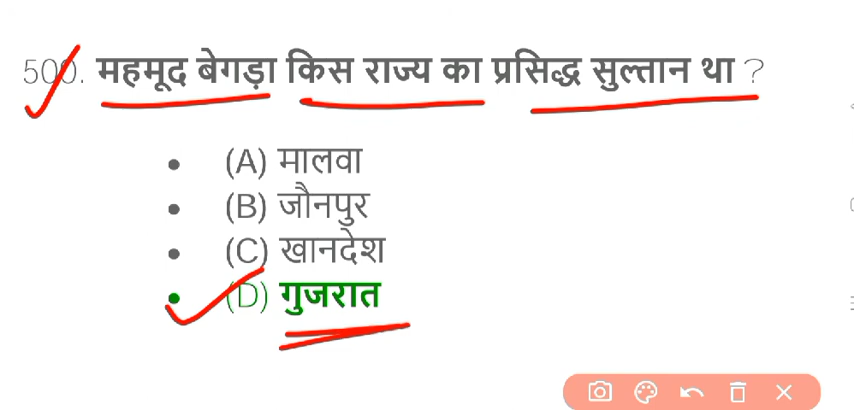 500. महमूद बेगड़ा किस राज्य का प्रसिद्ध सुल्तान था ?
• (A) मालवा
• (B) जौनपुर
• (C) खानदेश
• (D) गुजरात